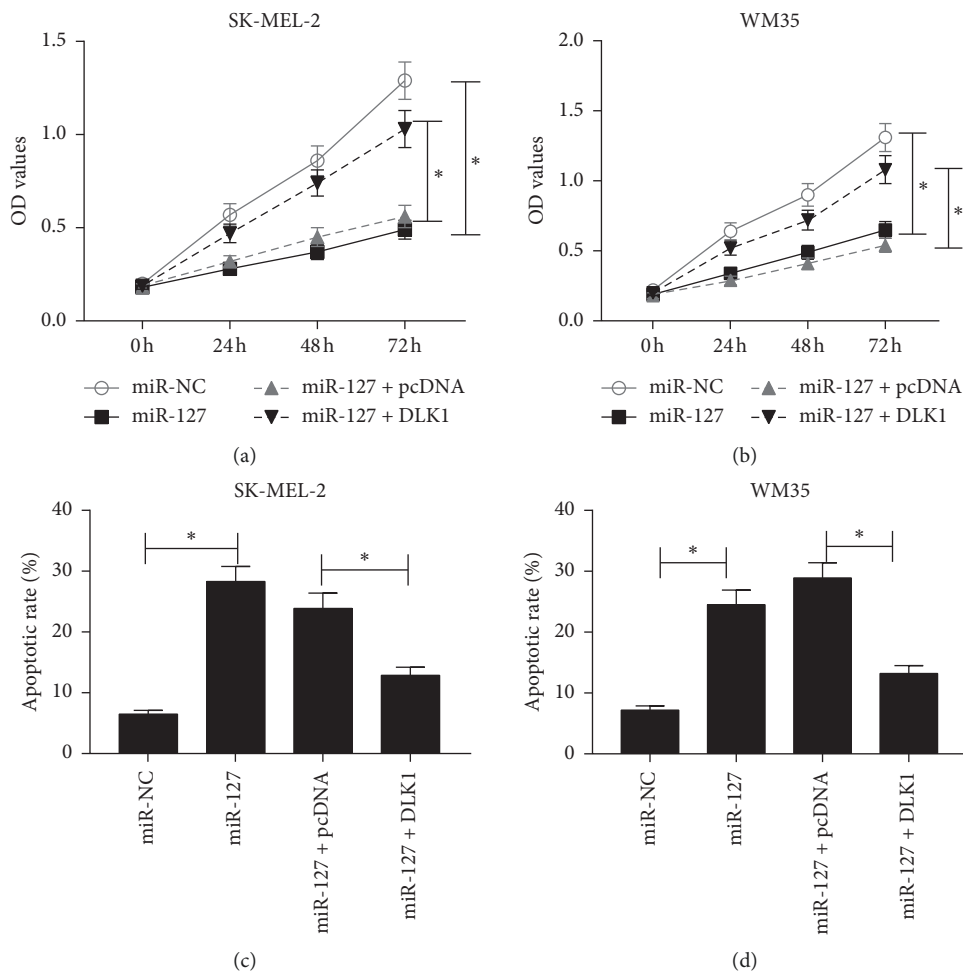 SK-MEL-2
1.5
1.0
0.5
0.0
OD values
*
*
0 h
24 h
48 h
72 h
miR-NC
miR-127 + pcDNA
miR-127
miR-127 + DLK1
(a)
WM35
2.0
1.5
1.0
0.5
0.0
OD values
*
*
0 h
24 h
48 h
72 h
miR-NC
miR-127 + pcDNA
miR-127
miR-127 + DLK1
(b)
SK-MEL-2
40
30
20
10
0
Apoptotic rate (%)
*
*
miR-NC
miR-127
miR-127 + pcDNA
miR-127 + DLK1
(c)
WM35
40
30
20
10
0
Apoptotic rate (%)
*
*
miR-NC
miR-127
miR-127 + pcDNA
miR-127 + DLK1
(d)